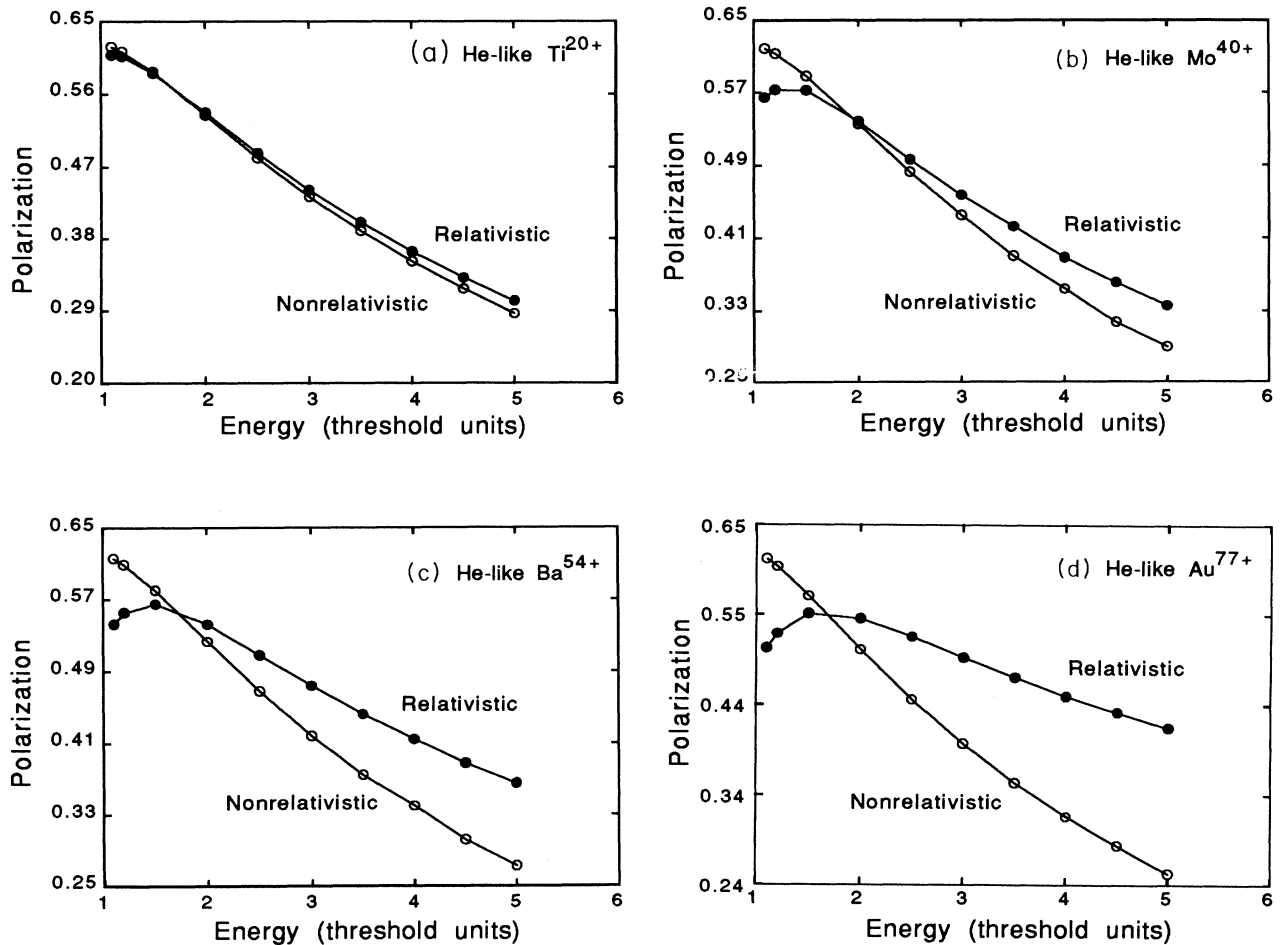 (a) He-like Ti20+
Polarization
0.65
0.56
0.47
0.38
0.29
0.20
Relativistic
Nonrelativistic
1 2 3 4 5 6
Energy (threshold units)
(b) He-like Mo40+
Polarization
0.65
0.57
0.49
0.41
0.33
Relativistic
Nonrelativistic
1 2 3 4 5 6
Energy (threshold units)
(c) He-like Ba54+
Polarization
0.65
0.57
0.49
0.41
0.33
0.25
Relativistic
Nonrelativistic
1 2 3 4 5 6
Energy (threshold units)
(d) He-like Au77+
Polarization
0.65
0.55
0.44
0.34
0.24
Relativistic
Nonrelativistic
1 2 3 4 5 6
Energy (threshold units)